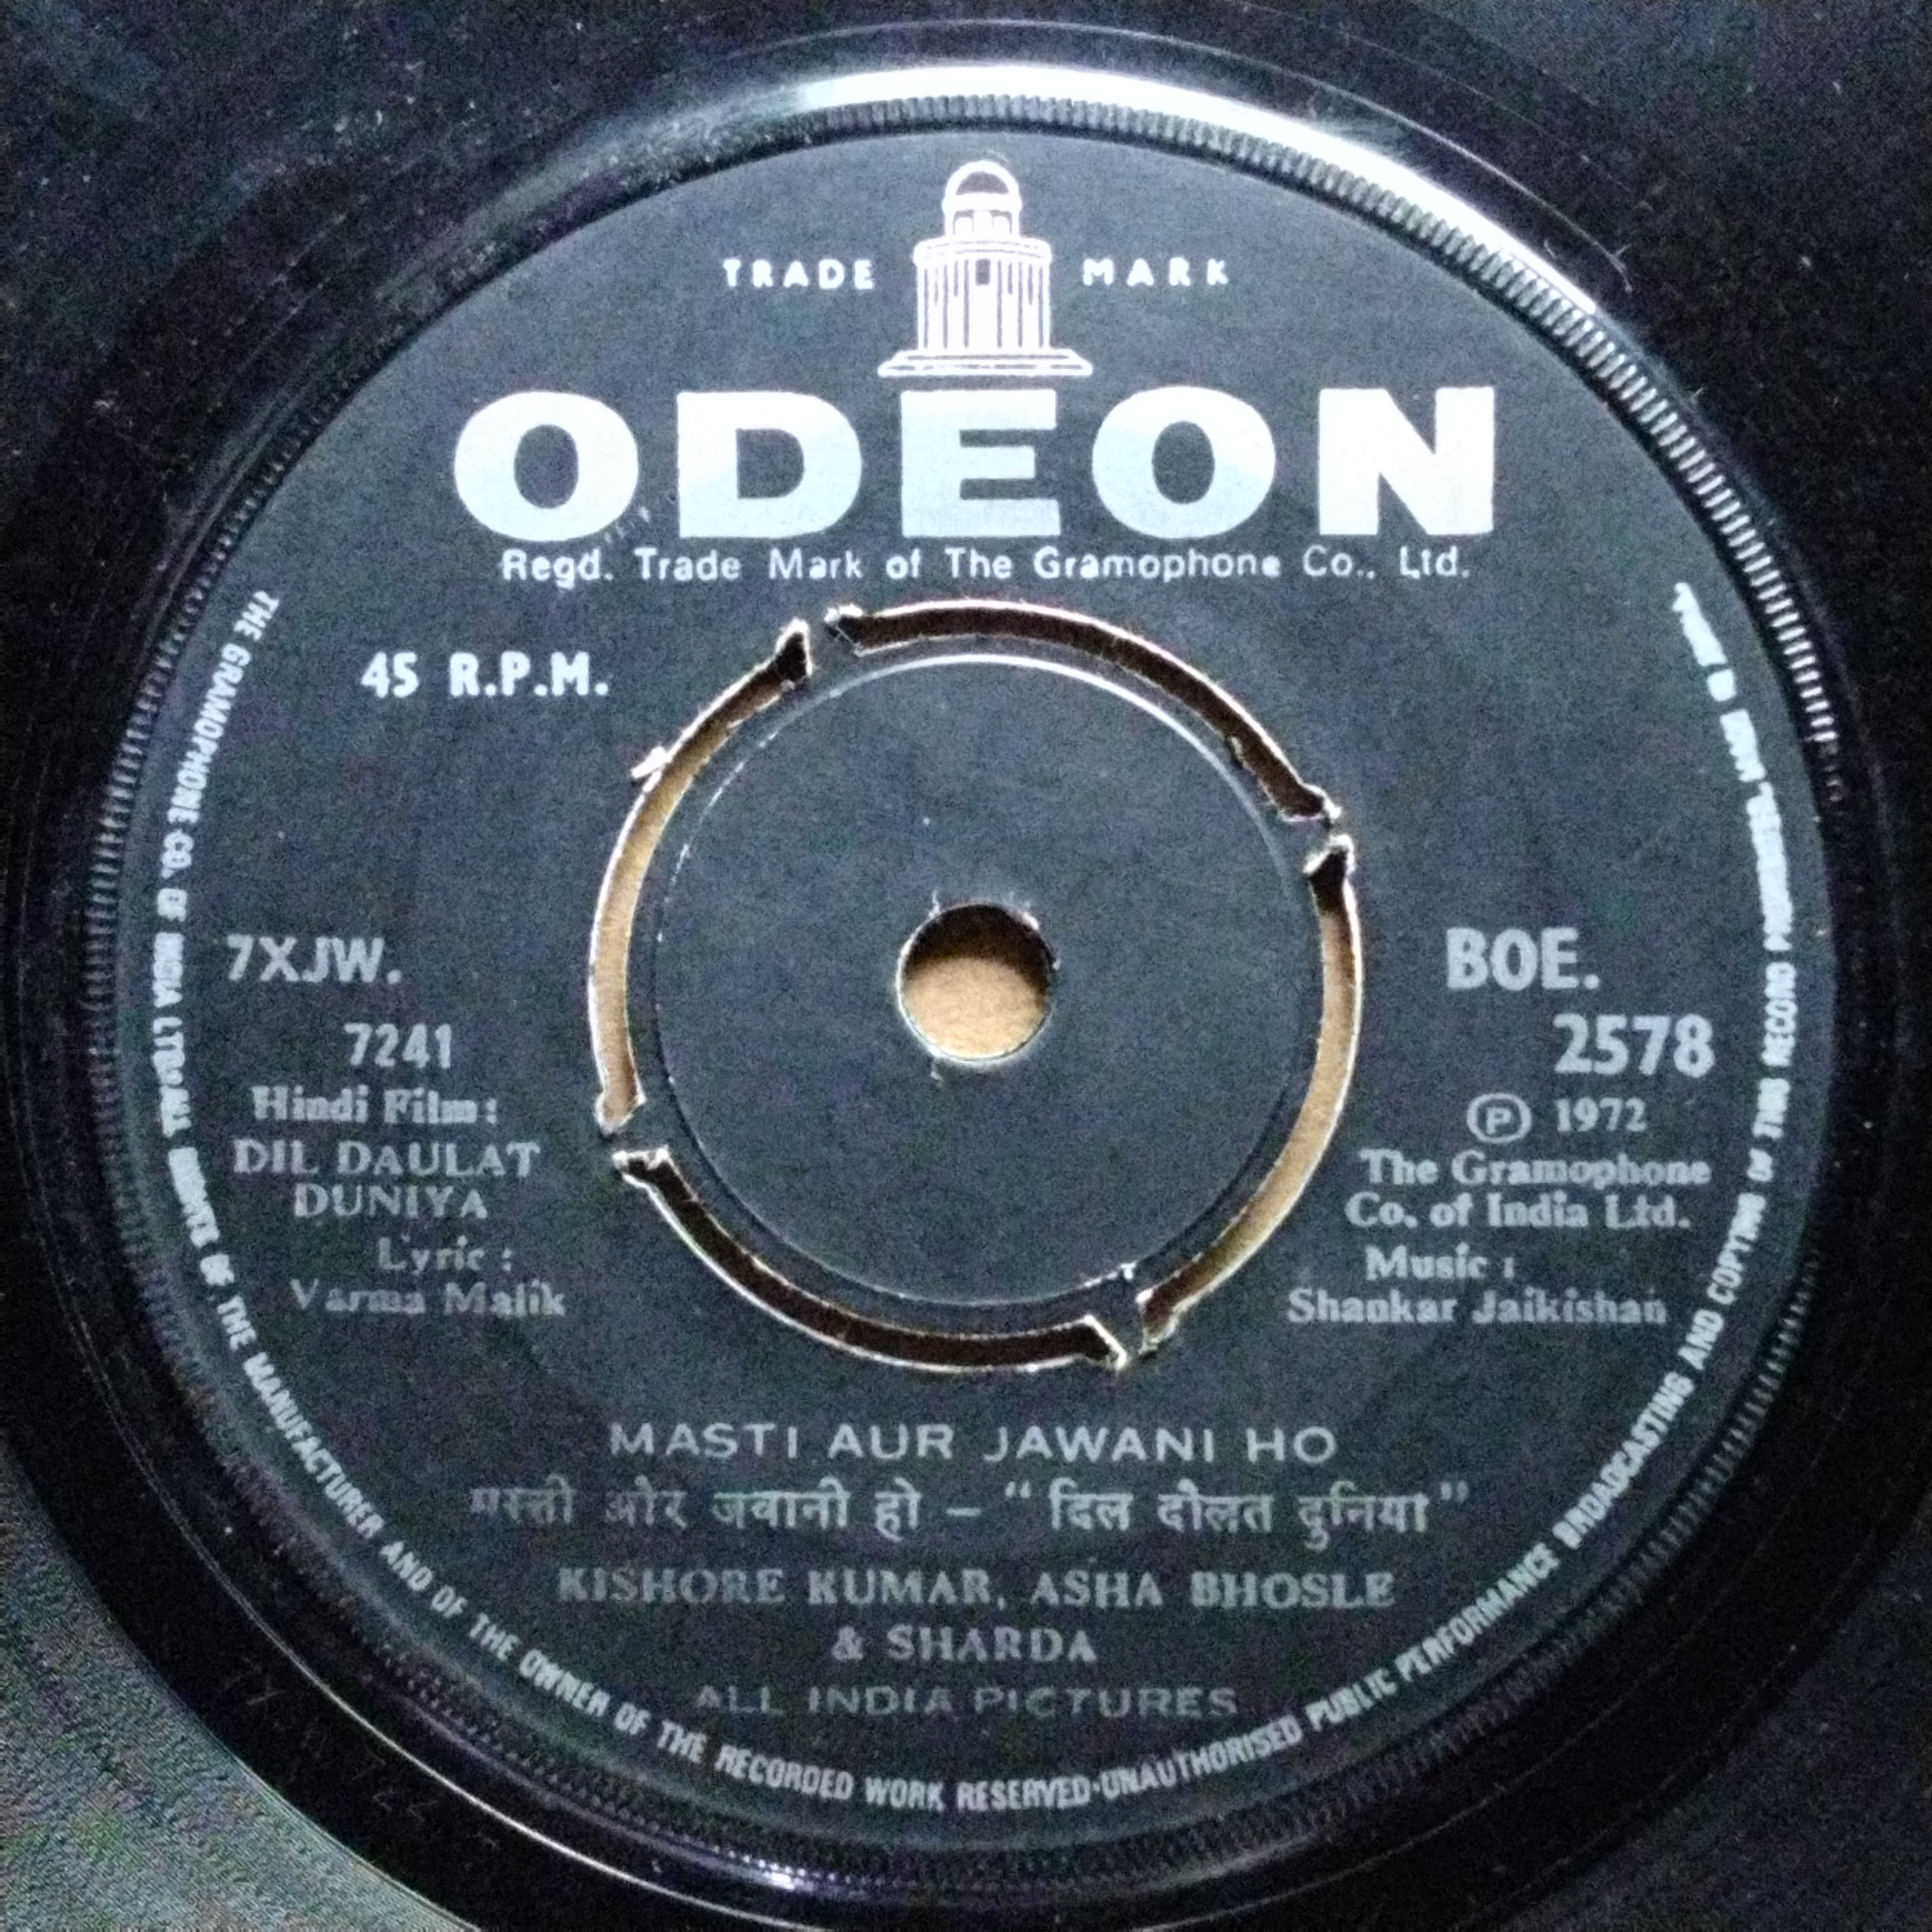 TRADE MARK
ODEON
Regd. Trade Mark of The Gramophone Co., Ltd.
45 R.P.M.
7XJW.
7241
Hindi Film:
DIL DAULAT
DUNIYA
Lyric :
Varma Malik
BOE.
2578
Ⓟ 1972
The Gramophone
Co. of India Ltd.
Music :
Shankar Jaikishan
MASTI AUR JAWANI HO
मस्ती और जवानी हो – “दिल दौलत दुनिया”
KISHORE KUMAR, ASHA BHOSLE
& SHARDA
ALL INDIA PICTURES
THE GRAMOPHONE CO. OF INDIA LTD. ALL RIGHTS OF THE MANUFACTURER AND OF THE OWNER OF THE RECORDED WORK RESERVED·UNAUTHORISED PUBLIC PERFORMANCE BROADCASTING AND COPYING OF THIS RECORD PROHIBITED